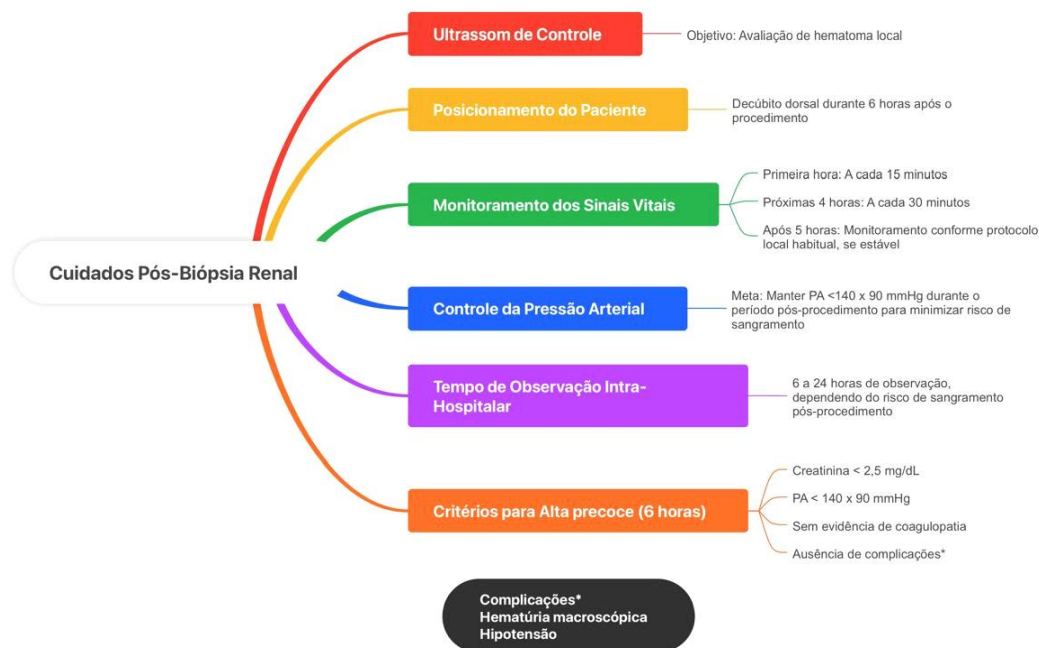 Ultrassom de Controle
Objetivo: Avaliação de hematoma local
Posicionamento do Paciente
Decúbito dorsal durante 6 horas após o
procedimento
Monitoramento dos Sinais Vitais
Primeira hora: A cada 15 minutos
Próximas 4 horas: A cada 30 minutos
Após 5 horas: Monitoramento conforme protocolo
local habitual, se estável
Cuidados Pós-Biópsia Renal
Controle da Pressão Arterial
Meta: Manter PA <140 x 90 mmHg durante o
período pós-procedimento para minimizar risco de
sangramento
Tempo de Observação Intra-
Hospitalar
6 a 24 horas de observação,
dependendo do risco de sangramento
pós-procedimento
Critérios para Alta precoce (6 horas)
Creatinina < 2,5 mg/dL
PA < 140 x 90 mmHg
Sem evidência de coagulopatia
Ausência de complicações*
Complicações*
Hematúria macroscópica
Hipotensão